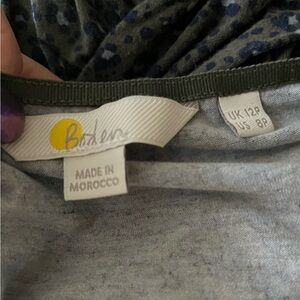 Boden
MADE IN
MOROCCO
UK 12P
US 8P